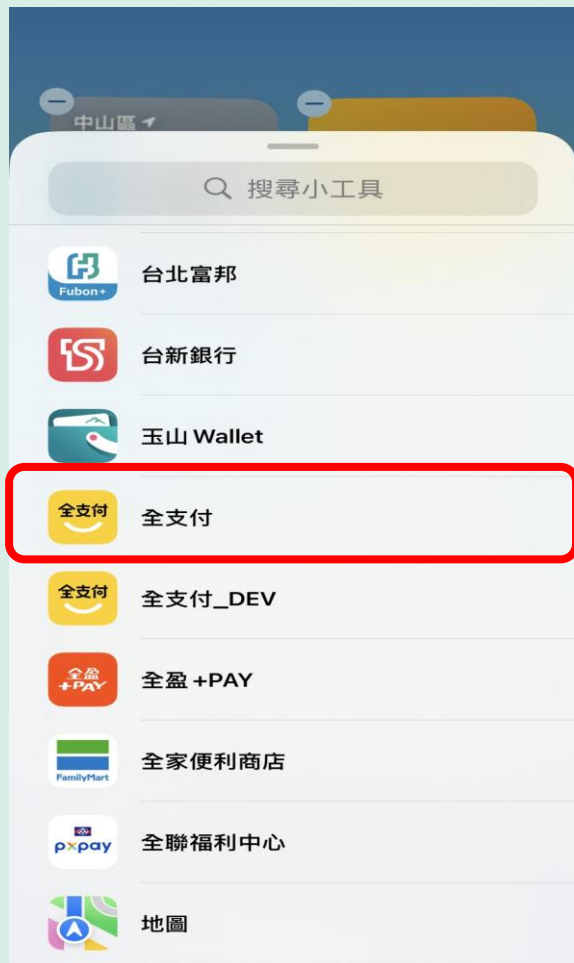 中山區
搜尋小工具
Fubon+
台北富邦
台新銀行
玉山 Wallet
全支付
全支付
全支付
全支付_DEV
全盈
+PAY
全盈+PAY
FamilyMart
全家便利商店
pxpay
全聯福利中心
地圖